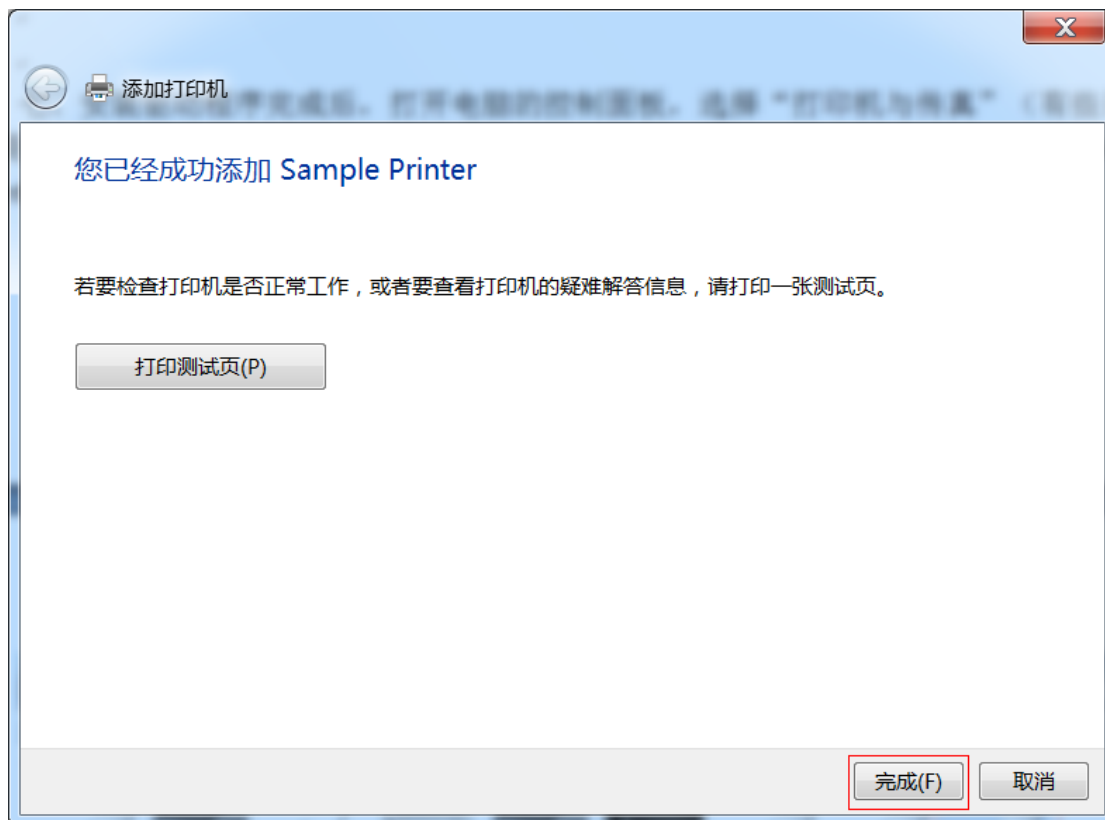 添加打印机
您已经成功添加 Sample Printer
若要检查打印机是否正常工作，或者要查看打印机的疑难解答信息，请打印一张测试页。
打印测试页(P)
完成(F)
取消